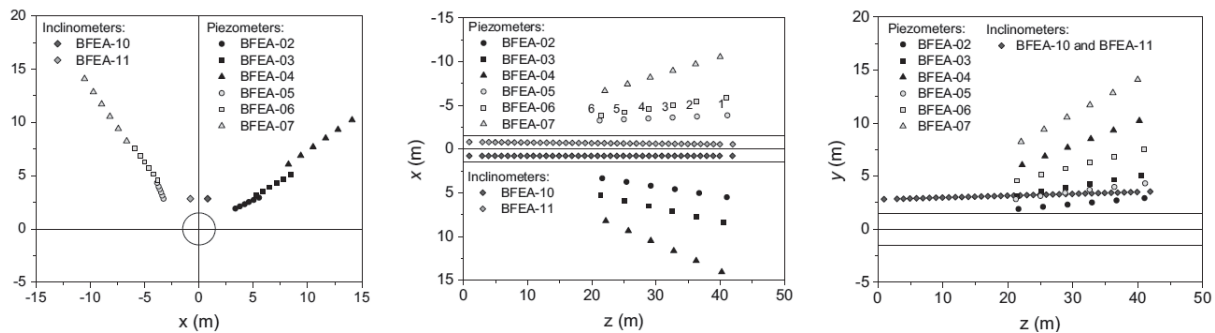 Inclinometers:
BFEA-10
BFEA-11
Piezometers:
BFEA-02
BFEA-03
BFEA-04
BFEA-05
BFEA-06
BFEA-07
20
15
10
5
0
5
-15
-10
-5
0
5
10
15
x (m)
-15
-10
-5
0
5
10
15
x (m)
Piezometers:
BFEA-02
BFEA-03
BFEA-04
BFEA-05
BFEA-06
BFEA-07
6 5 4 3 2 1
Inclinometers:
BFEA-10
BFEA-11
0
10
20
30
40
50
z (m)
20
15
10
5
0
-5
y (m)
Piezometers:
BFEA-02
BFEA-03
BFEA-04
BFEA-05
BFEA-06
BFEA-07
Inclinometers:
BFEA-10 and BFEA-11
0
10
20
30
40
50
z (m)